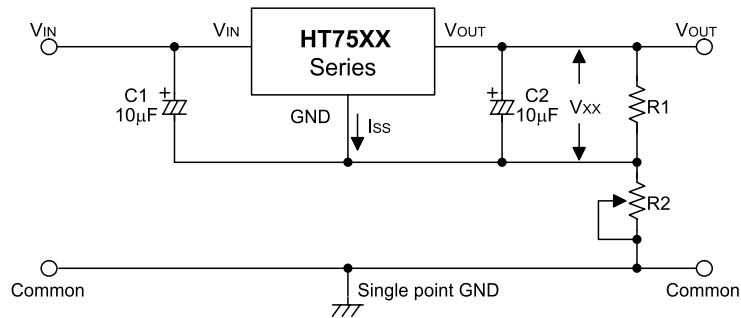 VIN VIN HT75XX VOUT VOUT
Series
C1 10µF
GND ISS
C2 10µF
VXX
R1
R2
Common Single point GND Common